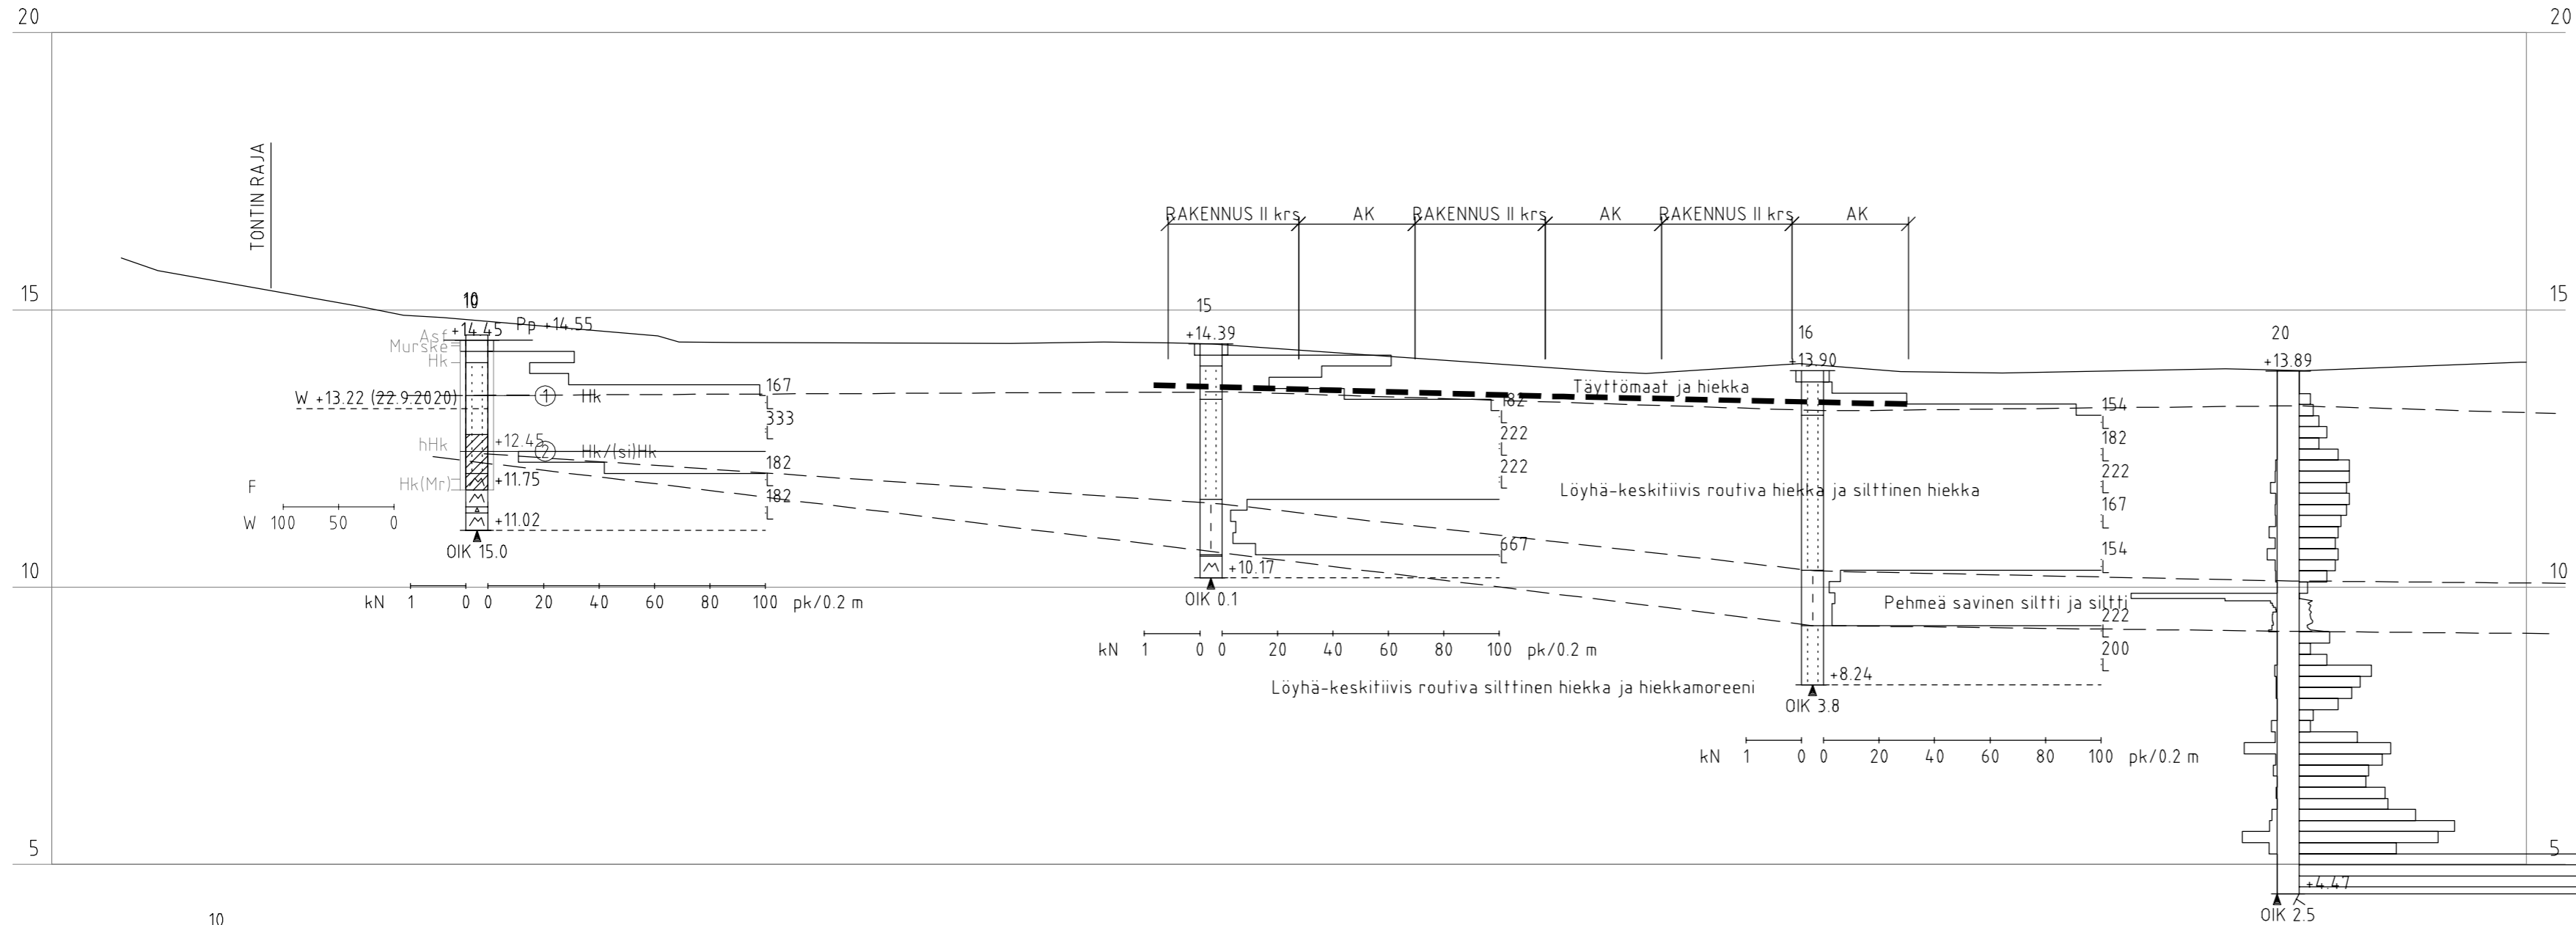 20 20
TONTIN RAJA
RAKENNUS II krs AK RAKENNUS II krs AK RAKENNUS II krs AK
15 15
10
15
16
20
+14.45 Pp +14.55
+14.39
+13.90
+13.89
Asf
Murske
Hk
W +13.22 (22.9.2020)
1 Hk
167
333
hHk
+12.45
2 Hk/(si)Hk
182
Hk(Mr)
+11.75
182
+11.02
OIK 15.0
F
W 100 50 0
Täyttömaat ja hiekka
182
222
222
667
+10.17
OIK 0.1
154
182
222
167
154
Löyhä-keskitiivis routiva hiekka ja silttinen hiekka
10 10
kN 1 0 0 20 40 60 80 100 pk/0.2 m
Pehmeä savinen siltti ja siltti
222
200
kN 1 0 0 20 40 60 80 100 pk/0.2 m
Löyhä-keskitiivis routiva silttinen hiekka ja hiekkamoreeni
+8.24
OIK 3.8
kN 1 0 0 20 40 60 80 100 pk/0.2 m
5 5
+4.47
OIK 2.5
10